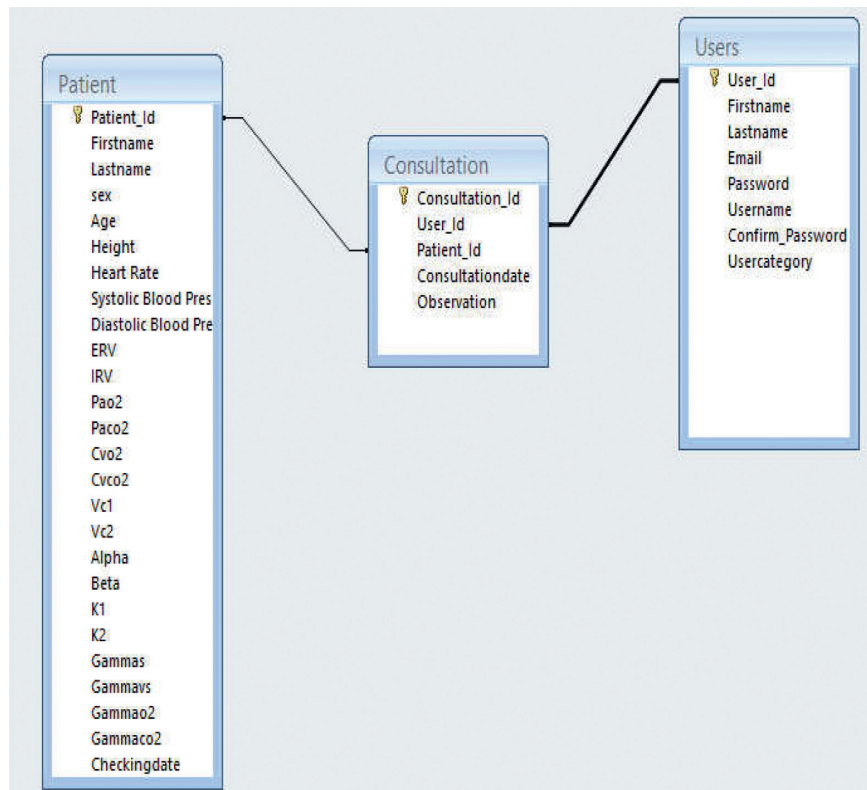 Patient
Patient_Id
Firstname
Lastname
sex
Age
Height
Heart Rate
Systolic Blood Pres
Diastolic Blood Pre
ERV
IRV
Pao2
Paco2
Cvo2
Cvco2
Vc1
Vc2
Alpha
Beta
K1
K2
Gammas
Gammavs
Gammao2
Gammaco2
Checkingdate
Consultation
Consultation_Id
User_Id
Patient_Id
Consultationdate
Observation
Users
User_Id
Firstname
Lastname
Email
Password
Username
Confirm_Password
Usercategory